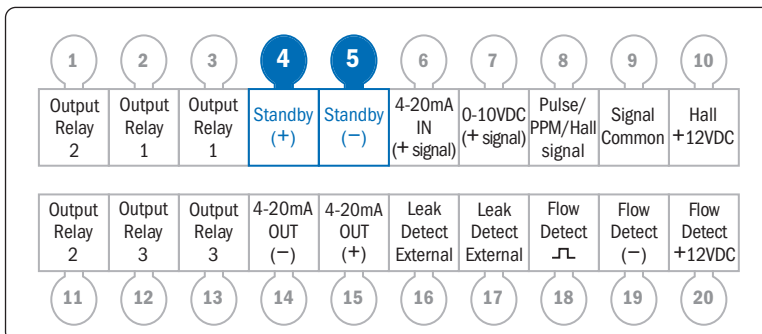 1 2 3 4 5 6 7 8 9 10
Output Relay 2
Output Relay 1
Output Relay 1
Standby (+)
Standby (−)
4-20mA IN (+ signal)
0-10VDC (+ signal)
Pulse/ PPM/Hall signal
Signal Common
Hall +12VDC
Output Relay 2
Output Relay 3
Output Relay 3
4-20mA OUT (−)
4-20mA OUT (+)
Leak Detect External
Leak Detect External
Flow Detect
Flow Detect (−)
Flow Detect +12VDC
11 12 13 14 15 16 17 18 19 20